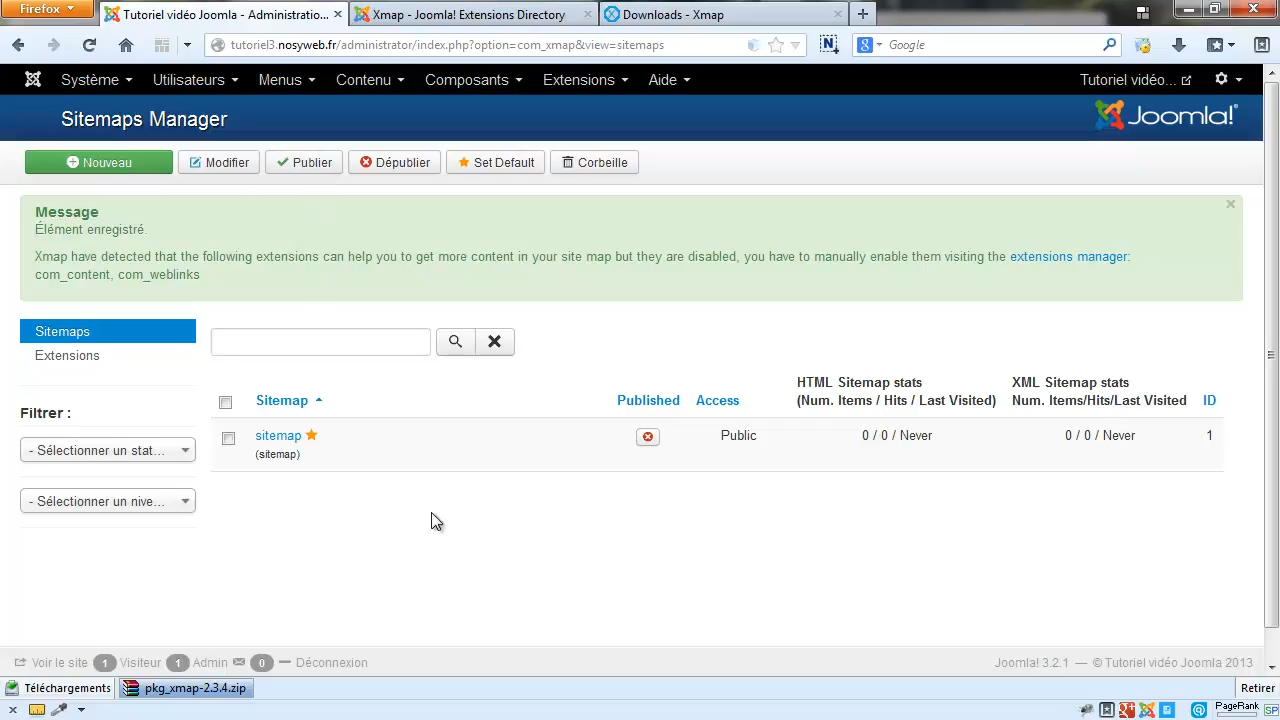 Firefox
Tutoriel vidéo Joomla - Administratio...
Xmap - Joomla! Extensions Directory
Downloads - Xmap
tutoriel3.nosyweb.fr/administrator/index.php?option=com_xmap&view=sitemaps
Google
Système
Utilisateurs
Menus
Contenu
Composants
Extensions
Aide
Tutoriel vidéo...
Sitemaps Manager
Joomla!
Nouveau
Modifier
Publier
Dépublier
Set Default
Corbeille
Message
Élément enregistré.
Xmap have detected that the following extensions can help you to get more content in your site map but they are disabled, you have to manually enable them visiting the extensions manager:
com_content, com_weblinks
Sitemaps
Extensions
Filtrer :
- Sélectionner un stat...
- Sélectionner un nive...
Sitemap
Published
Access
HTML Sitemap stats
(Num. Items / Hits / Last Visited)
XML Sitemap stats
Num. Items/Hits/Last Visited
ID
sitemap
(sitemap)
Public
0 / 0 / Never
0 / 0 / Never
1
Voir le site
1 Visiteur
1 Admin
0
Déconnexion
Joomla! 3.2.1 — © Tutoriel vidéo Joomla 2013
Téléchargements
pkg_xmap-2.3.4.zip
Retirer
PageRank
SP